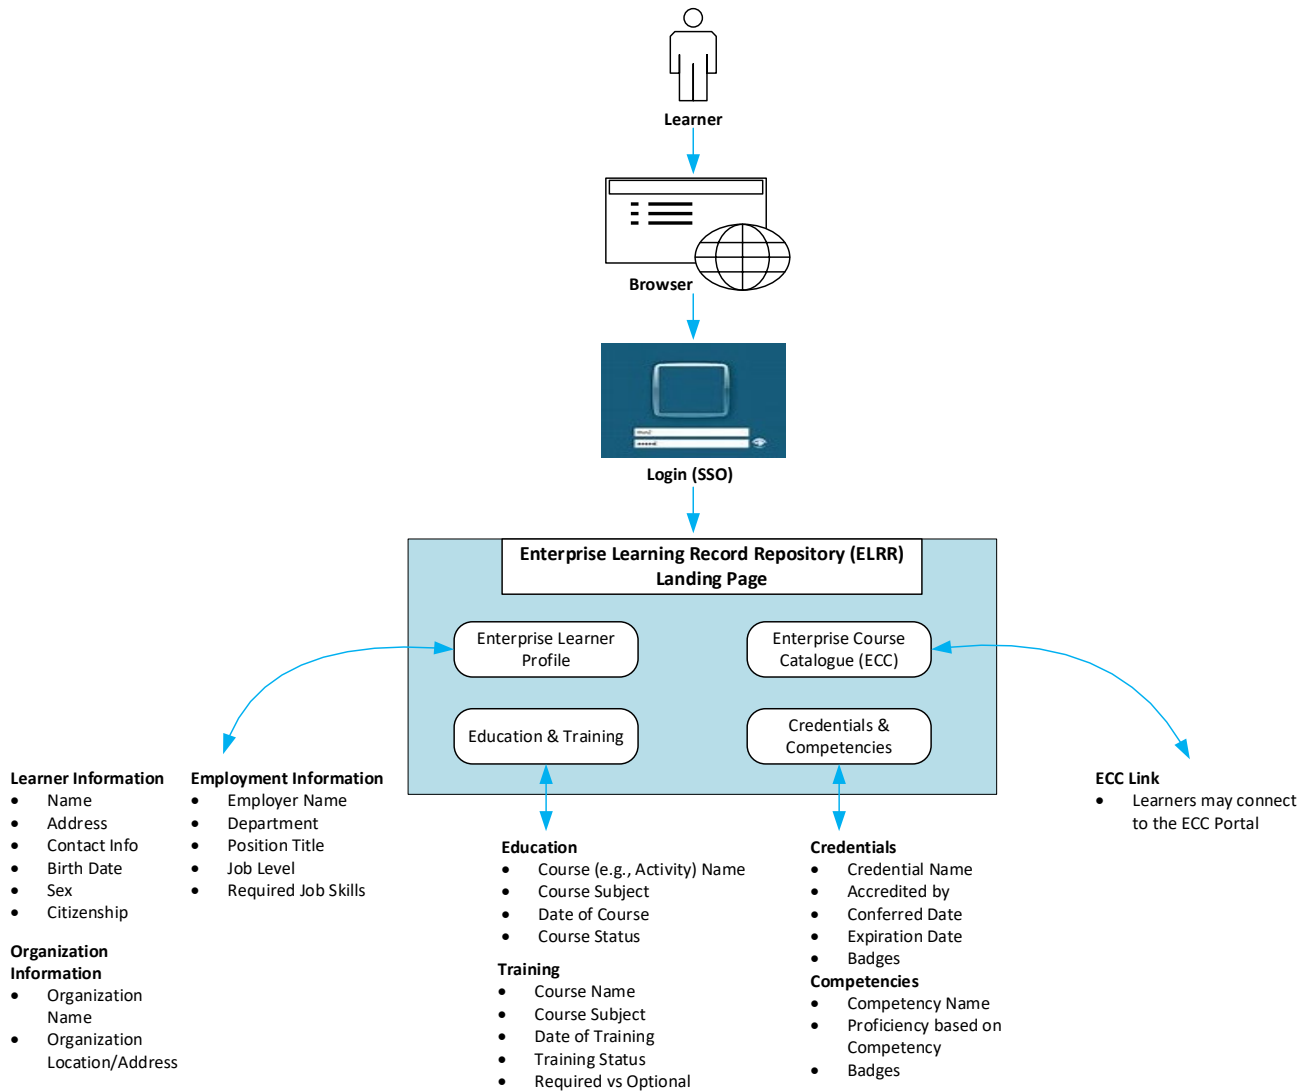 Learner
Browser
Login (SSO)
Enterprise Learning Record Repository (ELRR)
Landing Page
Enterprise Learner
Profile
Enterprise Course
Catalogue (ECC)
Education & Training
Credentials &
Competencies
Learner Information
• Name
• Address
• Contact Info
• Birth Date
• Sex
• Citizenship
Organization
Information
• Organization
Name
• Organization
Location/Address
Employment Information
• Employer Name
• Department
• Position Title
• Job Level
• Required Job Skills
Education
• Course (e.g., Activity) Name
• Course Subject
• Date of Course
• Course Status
Training
• Course Name
• Course Subject
• Date of Training
• Training Status
• Required vs Optional
Credentials
• Credential Name
• Accredited by
• Conferred Date
• Expiration Date
• Badges
Competencies
• Competency Name
• Proficiency based on
Competency
• Badges
ECC Link
• Learners may connect
to the ECC Portal